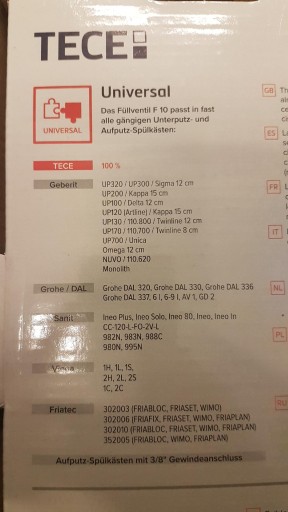 TECE
UNIVERSAL
Universal
Das Füllventil F 10 passt in fast
alle gängigen Unterputz- und
Aufputz-Spülkästen:
TECE 100 %
Geberit UP320 / UP300 / Sigma 12 cm
UP200 / Kappa 15 cm
UP100 / Delta 12 cm
UP120 (Artline) / Kappa 15 cm
UP130 / 110.800 / Twinline 12 cm
UP170 / 110.700 / Twinline 8 cm
UP700 / Unica
Omega 12 cm
NUVO / 110.620
Monolith
Grohe / DAL Grohe DAL 320, Grohe DAL 330, Grohe DAL 336
Grohe DAL 337, 6 l, 6-9 l, AV 1, GD 2
Sanit Ineo Plus, Ineo Solo, Ineo 80, Ineo, Ineo In
CC-120-L-FO-2V-L
982N, 983N, 988C
980N, 995N
1H, 1L, 1S,
2H, 2L, 2S
1C, 2C
Friatec 302003 (FRIABLOC, FRIASET, WIMO)
302006 (FRIAFIX, FRIASET, WIMO, FRIAPLAN)
302010 (FRIABLOC, WIMO, FRIAPLAN)
352005 (FRIABLOC, WIMO, FRIAPLAN)
Aufputz-Spülkästen mit 3/8" Gewindeanschluss
GB
ES
FR
IT
NL
PL
RU